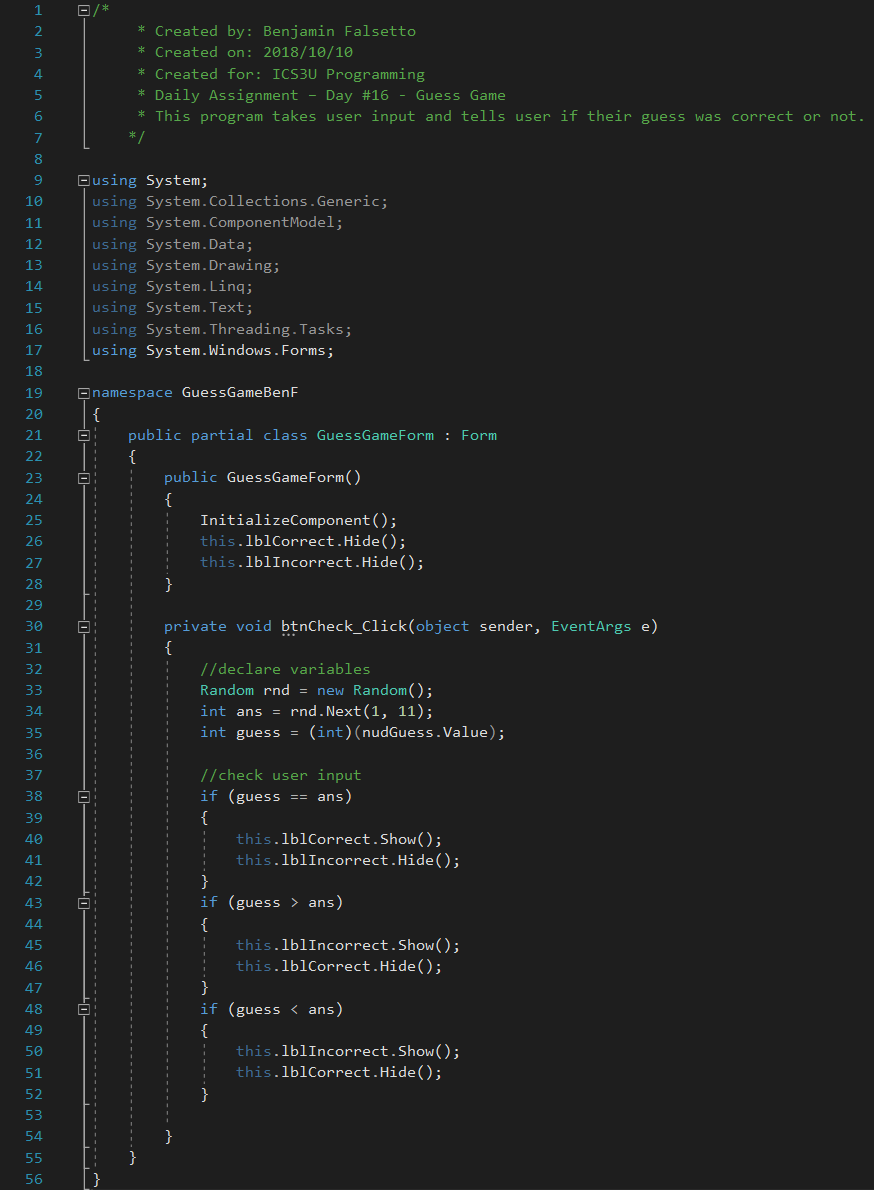 1 /*
2 * Created by: Benjamin Falsetto
3 * Created on: 2018/10/10
4 * Created for: ICS3U Programming
5 * Daily Assignment – Day #16 - Guess Game
6 * This program takes user input and tells user if their guess was correct or not.
7 */
8
9 using System;
10 using System.Collections.Generic;
11 using System.ComponentModel;
12 using System.Data;
13 using System.Drawing;
14 using System.Linq;
15 using System.Text;
16 using System.Threading.Tasks;
17 using System.Windows.Forms;
18
19 namespace GuessGameBenF
20 {
21 public partial class GuessGameForm : Form
22 {
23 public GuessGameForm()
24 {
25 InitializeComponent();
26 this.lblCorrect.Hide();
27 this.lblIncorrect.Hide();
28 }
29
30 private void btnCheck_Click(object sender, EventArgs e)
31 {
32 //declare variables
33 Random rnd = new Random();
34 int ans = rnd.Next(1, 11);
35 int guess = (int)(nudGuess.Value);
36
37 //check user input
38 if (guess == ans)
39 {
40 this.lblCorrect.Show();
41 this.lblIncorrect.Hide();
42 }
43 if (guess > ans)
44 {
45 this.lblIncorrect.Show();
46 this.lblCorrect.Hide();
47 }
48 if (guess < ans)
49 {
50 this.lblIncorrect.Show();
51 this.lblCorrect.Hide();
52 }
53
54 }
55 }
56 }